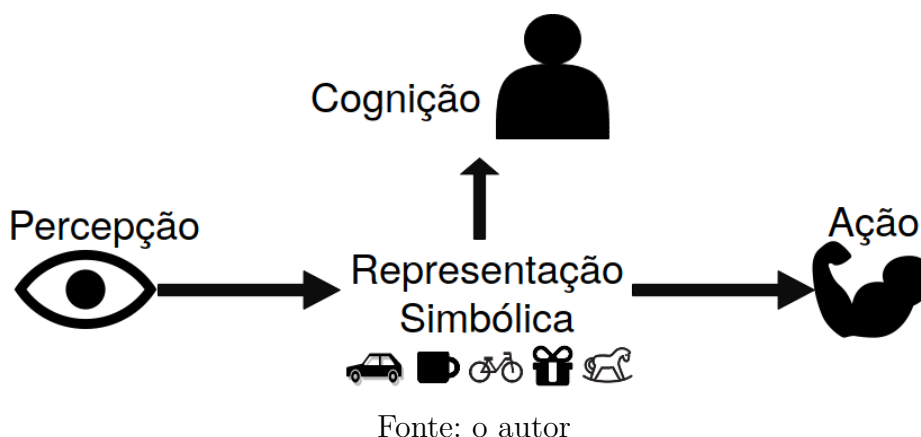 Cognição
Percepção
Ação
Representação
Simbólica
Fonte: o autor